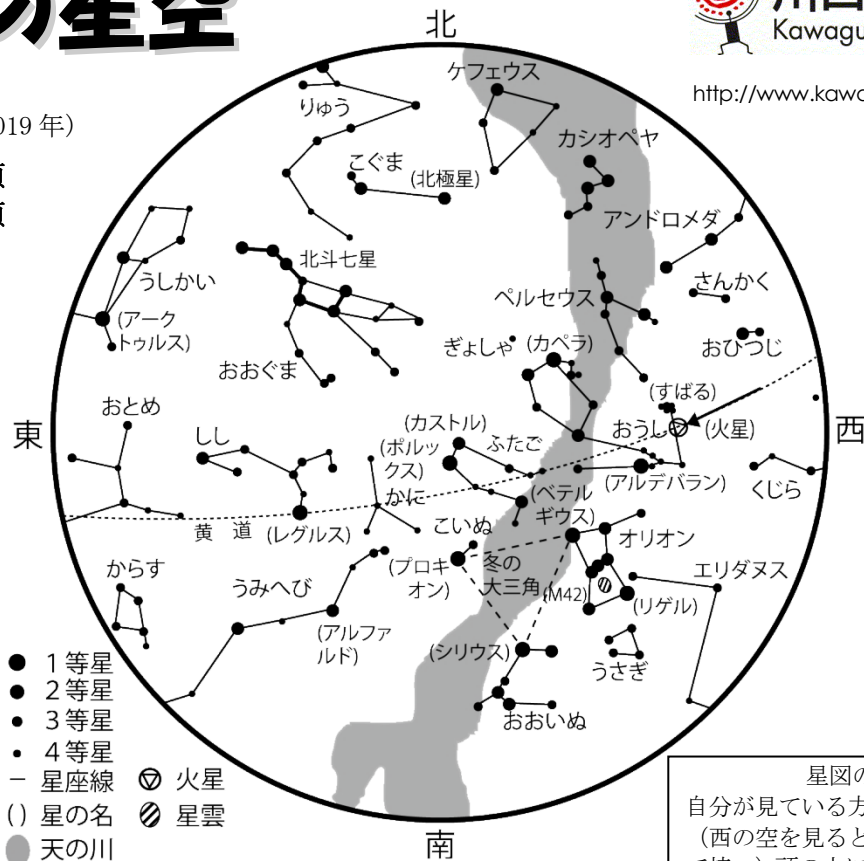 の星空
Kawagu
http://www.kawa
019 年）
北
ケフェウス
りゅう
カシオペヤ
こぐま
(北極星)
アンドロメダ
北斗七星
うしかい
さんかく
ペルセウス
(アーク
トゥルス)
ぎょしゃ
(カペラ)
おひつじ
おおぐま
(すばる)
おとめ
(カストル)
東
しし
(ポルッ
クス)
ふたご
おうし
(火星)
西
(アルデバラン)
くじら
かに
(ベテル
ギウス)
黄道
(レグルス)
こいぬ
オリオン
からす
うみへび
(プロキ
オン)
冬の
大三角
(M42)
エリダヌス
(リゲル)
(アルファ
ルド)
(シリウス)
うさぎ
おおいぬ
1等星
2等星
3等星
4等星
星座線
火星
() 星の名
星雲
天の川
南
星図の
自分が見ている方
（西の空を見ると